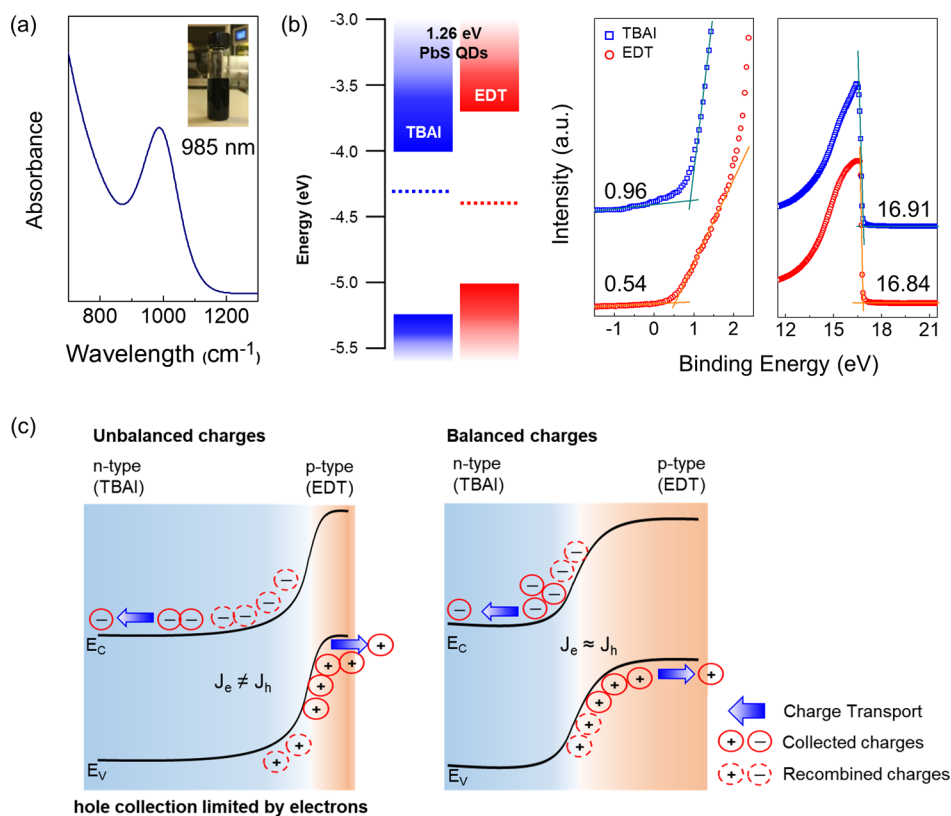 (a)
985 nm
Absorbance
800 1000 1200
Wavelength (cm⁻¹)
(b)
-3.0
-3.5
-4.0
-4.5
-5.0
-5.5
Energy (eV)
1.26 eV
PbS QDs
TBAI
EDT
TBAI
EDT
0.96
0.54
Intensity (a.u.)
-1 0 1 2
16.91
16.84
12 15 18 21
Binding Energy (eV)
(c)
Unbalanced charges
n-type
(TBAI)
p-type
(EDT)
E_C
J_e ≠ J_h
E_V
hole collection limited by electrons
Balanced charges
n-type
(TBAI)
p-type
(EDT)
E_C
J_e ≈ J_h
E_V
Charge Transport
Collected charges
Recombined charges